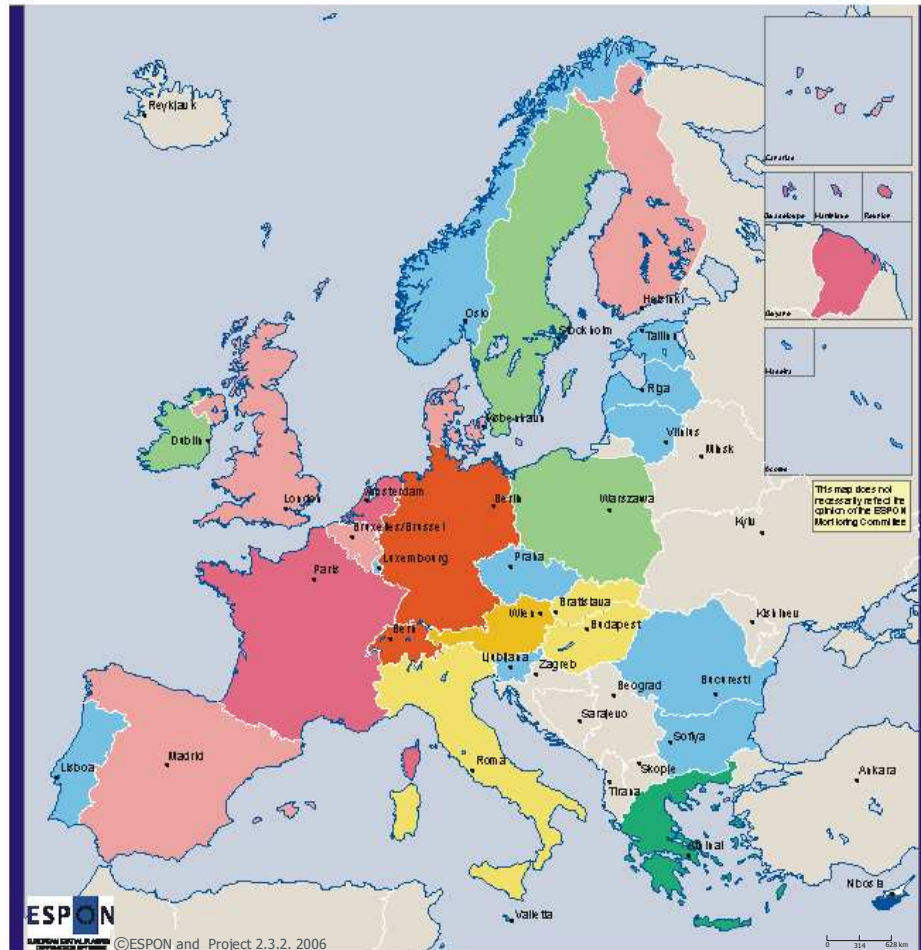 Reykjavik
Canarias
Guadeloupe Martinique Reunion
Guyane
Helsinki
Oslo
Tallinn
Stockholm
Madeira
Riga
Dublin
København
Vilnius
Minsk
Acores
London
Amsterdam
Berlin
Warszawa
This map does not
necessarily reflect the
opinion of the ESPON
Monitoring Committee
Bruxelles/Brussel
Kyiv
Luxembourg
Praha
Paris
Wien
Bratislava
Budapest
Kishinev
Bern
Ljubljana
Zagreb
Bucuresti
Beograd
Sarajevo
Sofiya
Madrid
Roma
Lisboa
Skopje
Tirana
Ankara
Athinai
Nicosia
Valletta
ESPON
©ESPON and Project 2.3.2. 2006
0 314 628 km